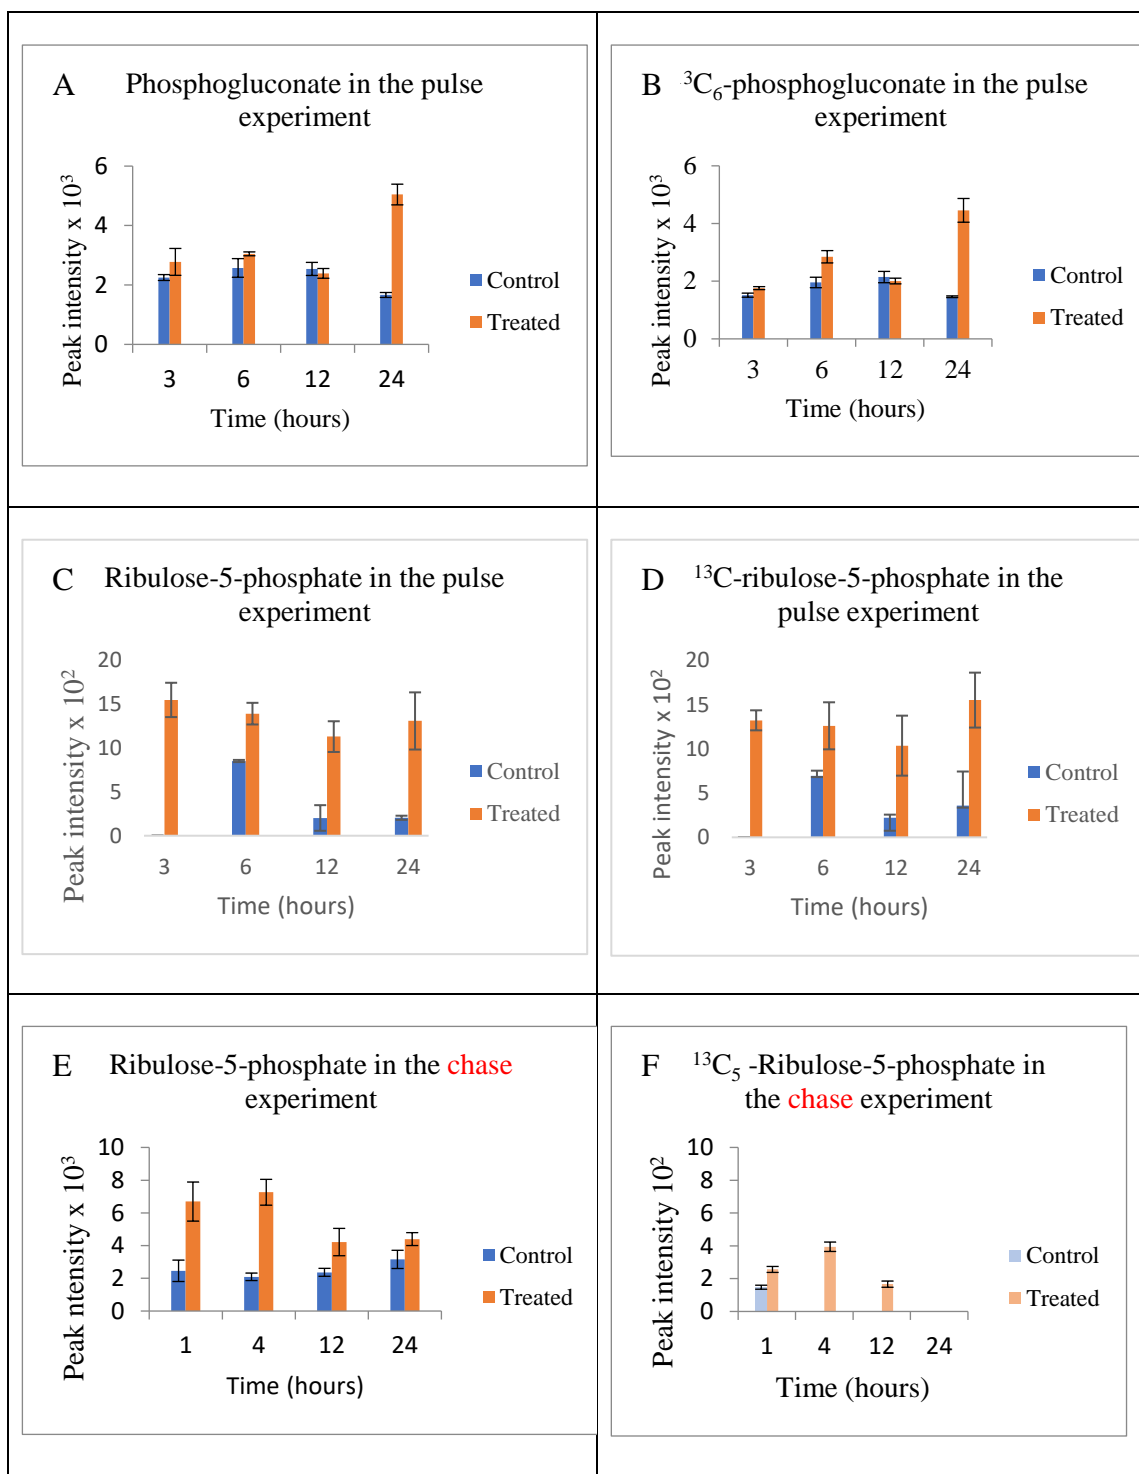 A Phosphogluconate in the pulse
experiment
Peak intensity x 10³
6
4
2
0
3 6 12 24
Time (hours)
Control
Treated
B ³C₆-phosphogluconate in the pulse
experiment
Peak intensity x 10³
6
4
2
0
3 6 12 24
Time (hours)
Control
Treated
C Ribulose-5-phosphate in the pulse
experiment
Peak intensity x 10²
20
15
10
5
0
3 6 12 24
Time (hours)
Control
Treated
D ¹³C-ribulose-5-phosphate in the
pulse experiment
Peak intensity x 10²
20
15
10
5
0
3 6 12 24
Time (hours)
Control
Treated
E Ribulose-5-phosphate in the chase
experiment
Peak ntensity x 10³
10
8
6
4
2
0
1 4 12 24
Time (hours)
Control
Treated
F ¹³C₅ -Ribulose-5-phosphate in
the chase experiment
Peak intensity 10²
10
8
6
4
2
0
1 4 12 24
Time (hours)
Control
Treated